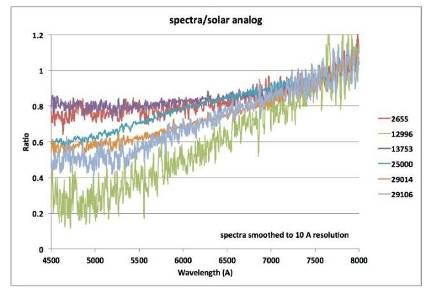 spectra/solar analog
1.2
1
0.8
0.6
0.4
0.2
0
Ratio
2655
12996
13753
25000
29014
29106
spectra smoothed to 10 A resolution
4500 5000 5500 6000 6500 7000 7500 8000
Wavelength (A)